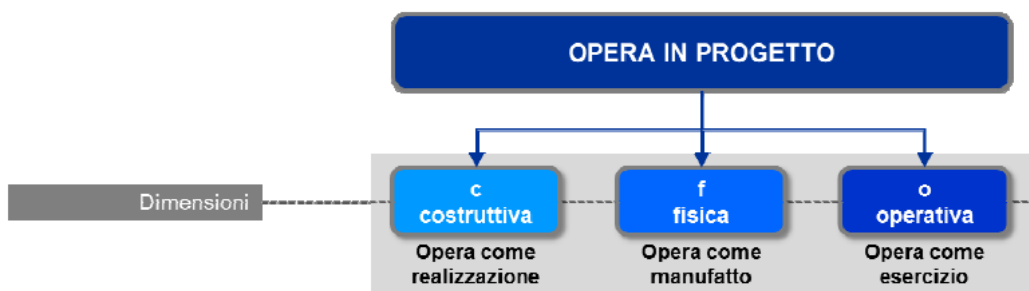 OPERA IN PROGETTO
Dimensioni
c
costruttiva
f
fisica
o
operativa
Opera come
realizzazione
Opera come
manufatto
Opera come
esercizio